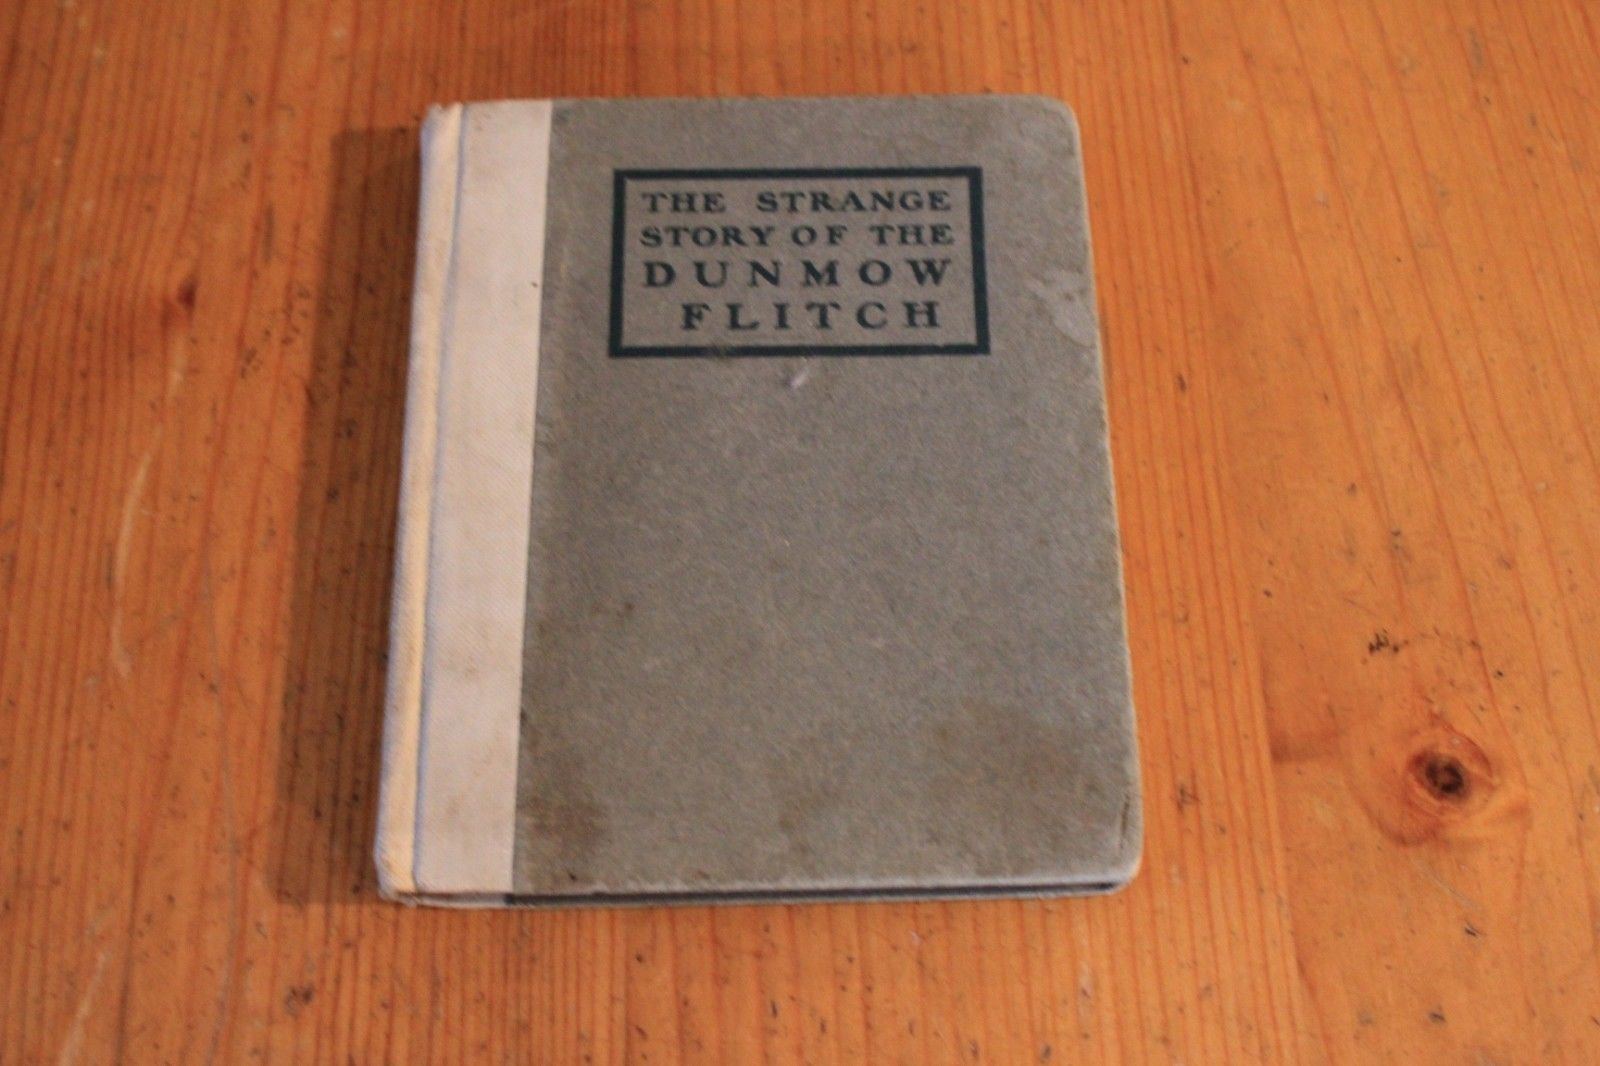 THE STRANGE
STORY OF THE
DUNMOW
FLITCH